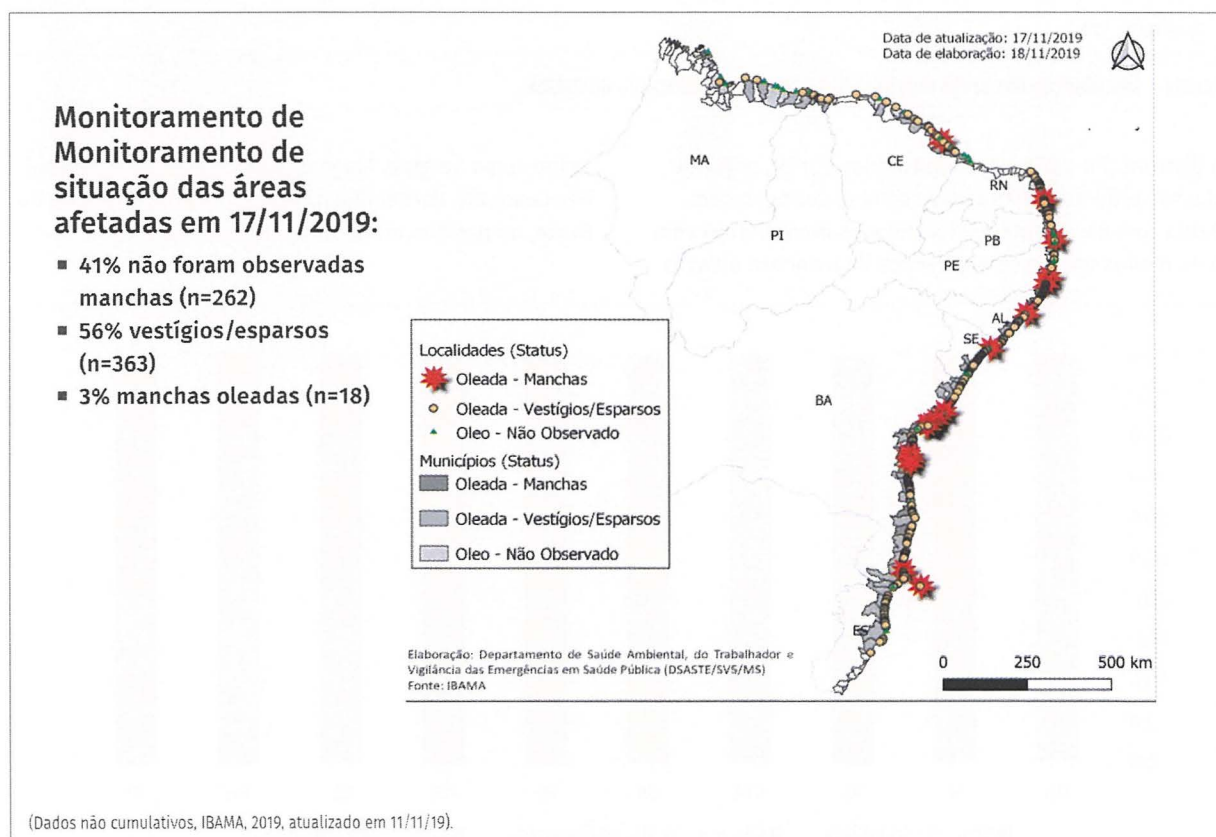 Monitoramento de
Monitoramento de
situação das áreas
afetadas em 17/11/2019:
▪ 41% não foram observadas
manchas (n=262)
▪ 56% vestígios/esparsos
(n=363)
▪ 3% manchas oleadas (n=18)
Data de atualização: 17/11/2019
Data de elaboração: 18/11/2019
MA
CE
RN
PI
PB
PE
AL
SE
BA
ES
Localidades (Status)
Oleada - Manchas
Oleada - Vestígios/Esparsos
Oleo - Não Observado
Municípios (Status)
Oleada - Manchas
Oleada - Vestígios/Esparsos
Oleo - Não Observado
Elaboração: Departamento de Saúde Ambiental, do Trabalhador e
Vigilância das Emergências em Saúde Pública (DSASTE/SVS/MS)
Fonte: IBAMA
0 250 500 km
(Dados não cumulativos, IBAMA, 2019, atualizado em 11/11/19).